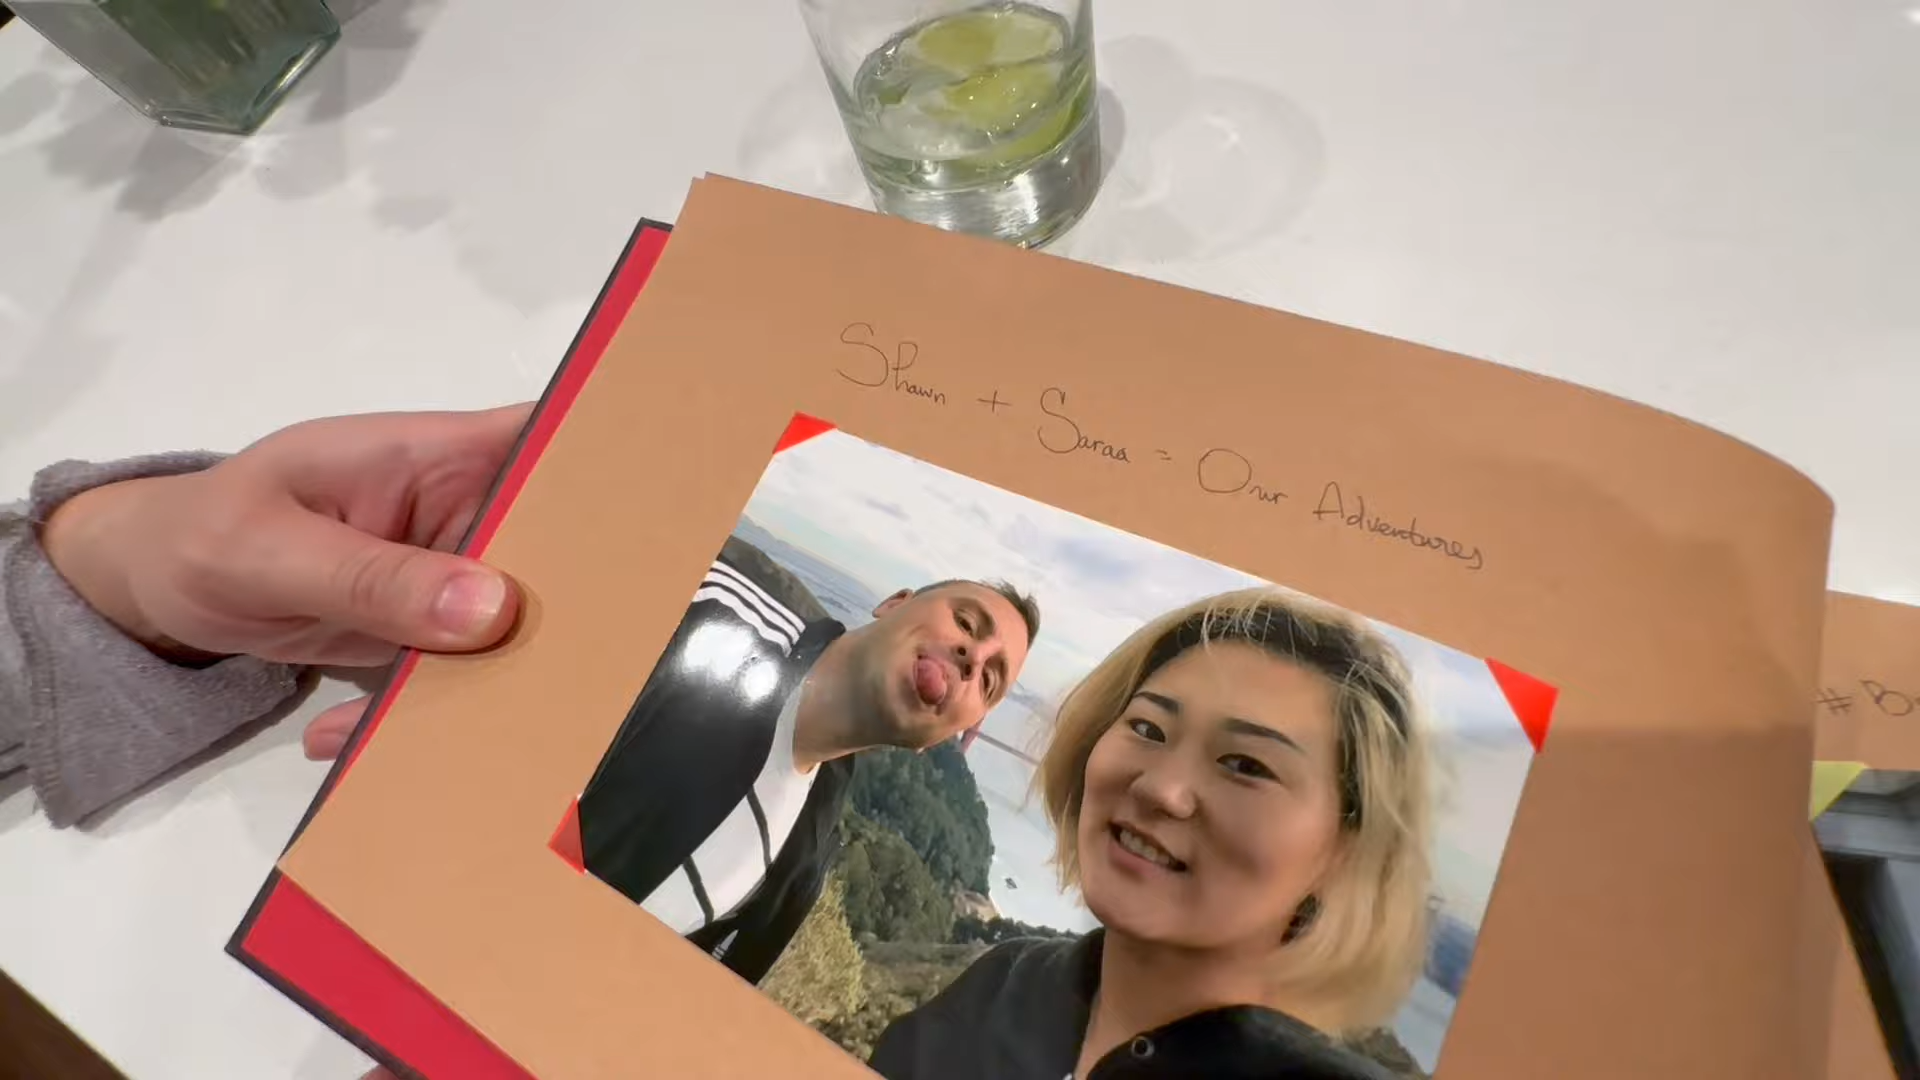 Shawn + Saraa = Our Adventures
#